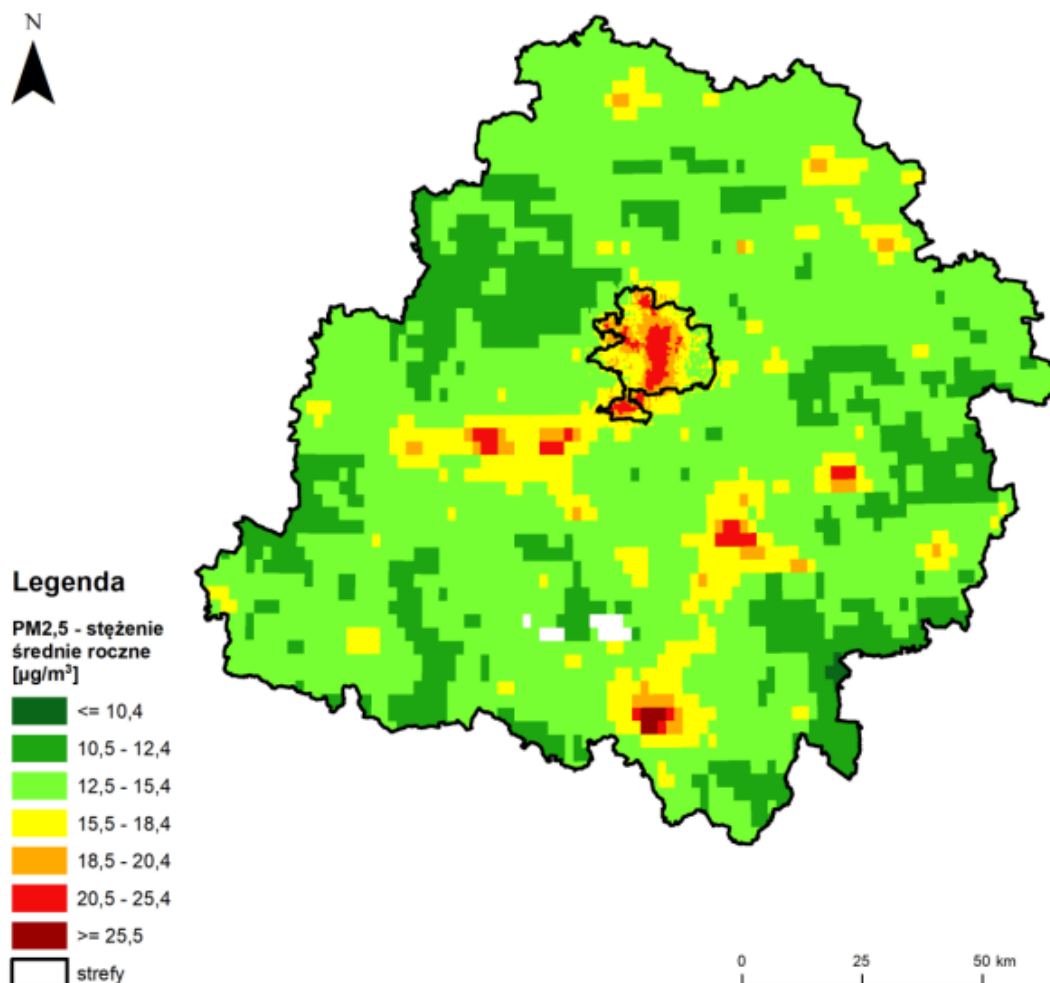 N
Legenda
PM2,5 - stężenie
średnie roczne
[µg/m³]
<= 10,4
10,5 - 12,4
12,5 - 15,4
15,5 - 18,4
18,5 - 20,4
20,5 - 25,4
>= 25,5
strefy
0 25 50 km